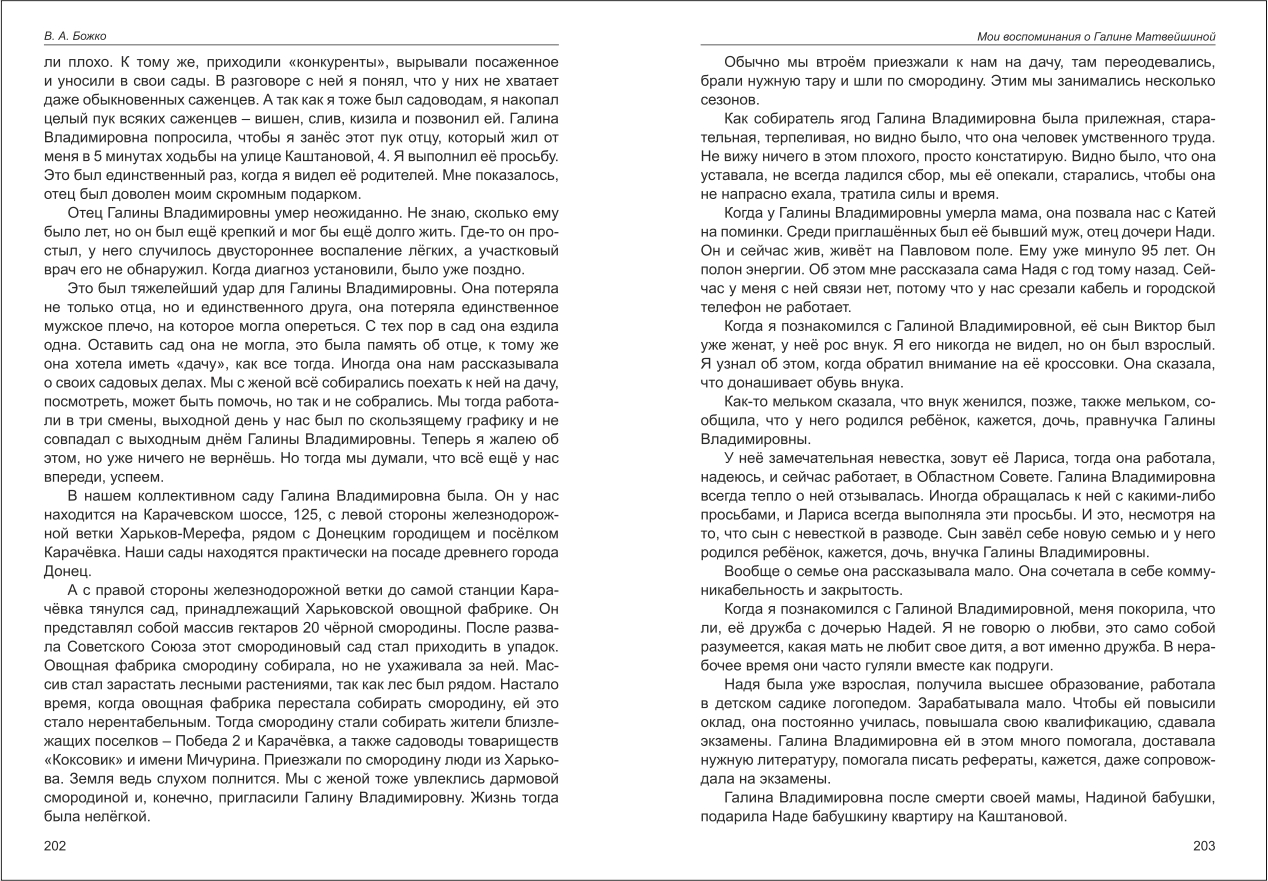 В. А. Божко
ли плохо. К тому же, приходили «конкуренты», вырывали посаженное
и уносили в свои сады. В разговоре с ней я понял, что у них не хватает
даже обыкновенных саженцев. А так как я тоже был садоводам, я накопал
целый пук всяких саженцев – вишен, слив, кизила и позвонил ей. Галина
Владимировна попросила, чтобы я занёс этот пук отцу, который жил от
меня в 5 минутах ходьбы на улице Каштановой, 4. Я выполнил её просьбу.
Это был единственный раз, когда я видел её родителей. Мне показалось,
отец был доволен моим скромным подарком.
Отец Галины Владимировны умер неожиданно. Не знаю, сколько ему
было лет, но он был ещё крепкий и мог бы ещё долго жить. Где-то он про-
стыл, у него случилось двустороннее воспаление лёгких, а участковый
врач его не обнаружил. Когда диагноз установили, было уже поздно.
Это был тяжелейший удар для Галины Владимировны. Она потеряла
не только отца, но и единственного друга, она потеряла единственное
мужское плечо, на которое могла опереться. С тех пор в сад она ездила
одна. Оставить сад она не могла, это была память об отце, к тому же
она хотела иметь «дачу», как все тогда. Иногда она нам рассказывала
о своих садовых делах. Мы с женой всё собирались поехать к ней на дачу,
посмотреть, может быть помочь, но так и не собрались. Мы тогда работа-
ли в три смены, выходной день у нас был по скользящему графику и не
совпадал с выходным днём Галины Владимировны. Теперь я жалею об
этом, но уже ничего не вернёшь. Но тогда мы думали, что всё ещё у нас
впереди, успеем.
В нашем коллективном саду Галина Владимировна была. Он у нас
находится на Карачевском шоссе, 125, с левой стороны железнодорож-
ной ветки Харьков-Мерефа, рядом с Донецким городищем и посёлком
Карачёвка. Наши сады находятся практически на посаде древнего города
Донец.
А с правой стороны железнодорожной ветки до самой станции Кара-
чёвка тянулся сад, принадлежащий Харьковской овощной фабрике. Он
представлял собой массив гектаров 20 чёрной смородины. После разва-
ла Советского Союза этот смородиновый сад стал приходить в упадок.
Овощная фабрика смородину собирала, но не ухаживала за ней. Мас-
сив стал зарастать лесными растениями, так как лес был рядом. Настало
время, когда овощная фабрика перестала собирать смородину, ей это
стало нерентабельным. Тогда смородину стали собирать жители близле-
жащих поселков – Победа 2 и Карачёвка, а также садоводы товариществ
«Коксовик» и имени Мичурина. Приезжали по смородину люди из Харько-
ва. Земля ведь слухом полнится. Мы с женой тоже увлеклись дармовой
смородиной и, конечно, пригласили Галину Владимировну. Жизнь тогда
была нелёгкой.
202
Мои воспоминания о Галине Матвейшиной
Обычно мы втроём приезжали к нам на дачу, там переодевались,
брали нужную тару и шли по смородину. Этим мы занимались несколько
сезонов.
Как собиратель ягод Галина Владимировна была прилежная, стара-
тельная, терпеливая, но видно было, что она человек умственного труда.
Не вижу ничего в этом плохого, просто констатирую. Видно было, что она
уставала, не всегда ладился сбор, мы её опекали, старались, чтобы она
не напрасно ехала, тратила силы и время.
Когда у Галины Владимировны умерла мама, она позвала нас с Катей
на поминки. Среди приглашённых был её бывший муж, отец дочери Нади.
Он и сейчас жив, живёт на Павловом поле. Ему уже минуло 95 лет. Он
полон энергии. Об этом мне рассказала сама Надя с год тому назад. Сей-
час у меня с ней связи нет, потому что у нас срезали кабель и городской
телефон не работает.
Когда я познакомился с Галиной Владимировной, её сын Виктор был
уже женат, у неё рос внук. Я его никогда не видел, но он был взрослый.
Я узнал об этом, когда обратил внимание на её кроссовки. Она сказала,
что донашивает обувь внука.
Как-то мельком сказала, что внук женился, позже, также мельком, со-
общила, что у него родился ребёнок, кажется, дочь, правнучка Галины
Владимировны.
У неё замечательная невестка, зовут её Лариса, тогда она работала,
надеюсь, и сейчас работает, в Областном Совете. Галина Владимировна
всегда тепло о ней отзывалась. Иногда обращалась к ней с какими-либо
просьбами, и Лариса всегда выполняла эти просьбы. И это, несмотря на
то, что сын с невесткой в разводе. Сын завёл себе новую семью и у него
родился ребёнок, кажется, дочь, внучка Галины Владимировны.
Вообще о семье она рассказывала мало. Она сочетала в себе комму-
никабельность и закрытость.
Когда я познакомился с Галиной Владимировной, меня покорила, что
ли, её дружба с дочерью Надей. Я не говорю о любви, это само собой
разумеется, какая мать не любит свое дитя, а вот именно дружба. В нера-
бочее время они часто гуляли вместе как подруги.
Надя была уже взрослая, получила высшее образование, работала
в детском садике логопедом. Зарабатывала мало. Чтобы ей повысили
оклад, она постоянно училась, повышала свою квалификацию, сдавала
экзамены. Галина Владимировна ей в этом много помогала, доставала
нужную литературу, помогала писать рефераты, кажется, даже сопровож-
дала на экзамены.
Галина Владимировна после смерти своей мамы, Надиной бабушки,
подарила Наде бабушкину квартиру на Каштановой.
203